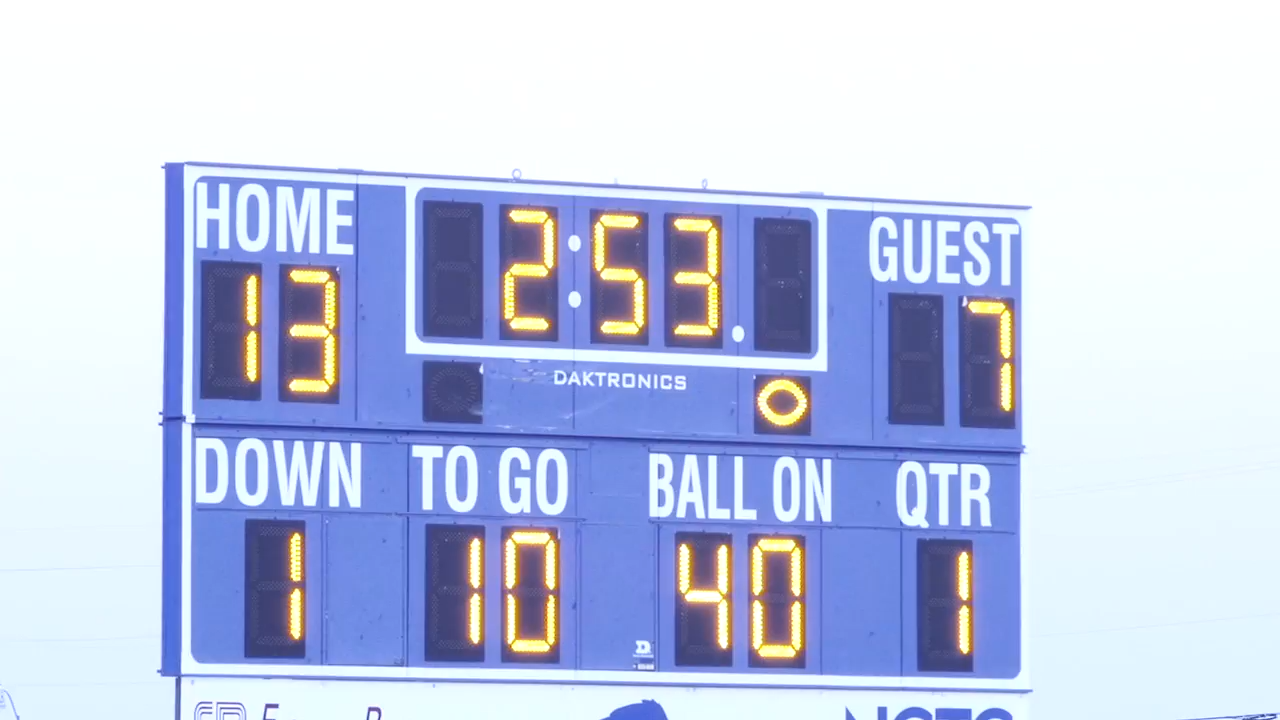 HOME
2:53
GUEST
13
7
DAKTRONICS
DOWN
TO GO
BALL ON
QTR
1
10
40
1